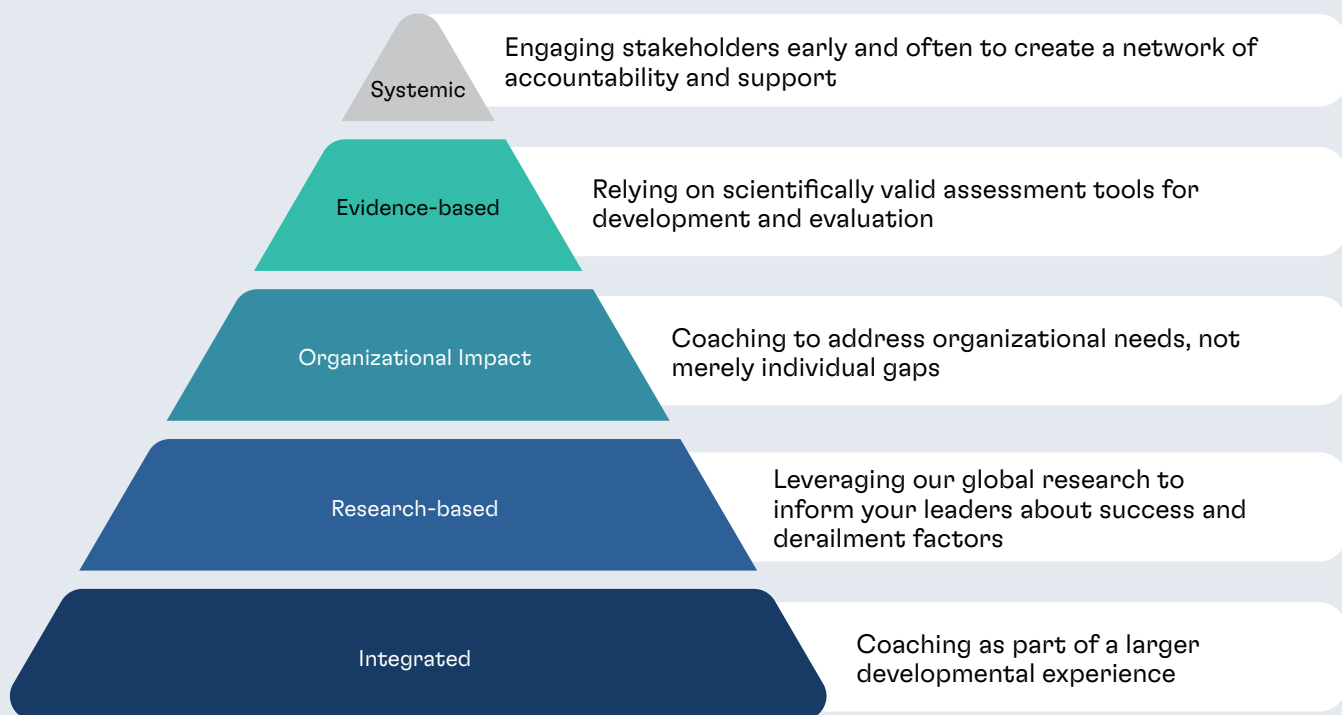 Systemic
Engaging stakeholders early and often to create a network of
accountability and support
Evidence-based
Relying on scientifically valid assessment tools for
development and evaluation
Organizational Impact
Coaching to address organizational needs, not
merely individual gaps
Research-based
Leveraging our global research to
inform your leaders about success and
derailment factors
Integrated
Coaching as part of a larger
developmental experience